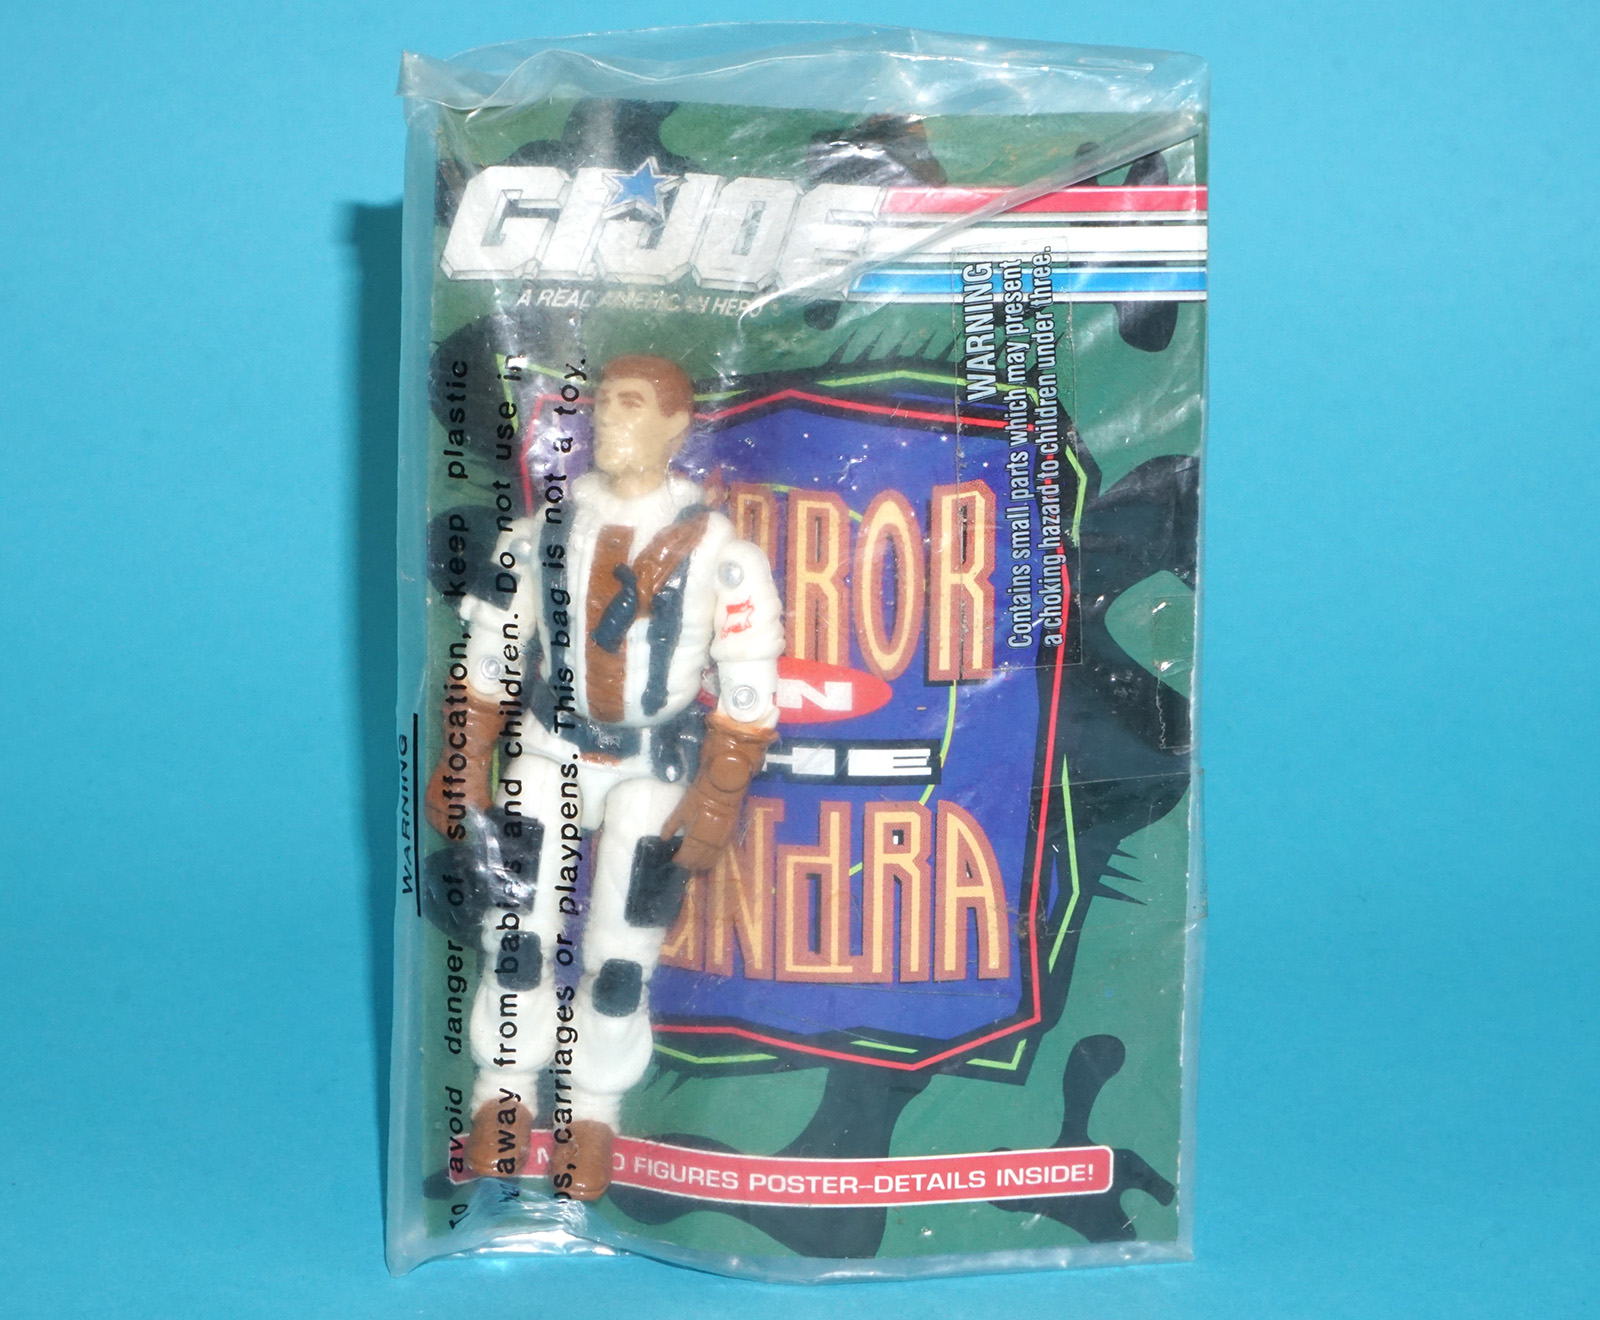 G.I. JOE
A REAL AMERICAN HERO
WARNING
Contains small parts which may present
a choking hazard to children under three.
WARNING
To avoid danger of suffocation, keep plastic
away from babies and children. Do not use in
carriages or playpens. This bag is not a toy.
RROR
IN
HE
UNdRA
FIGURES POSTER–DETAILS INSIDE!